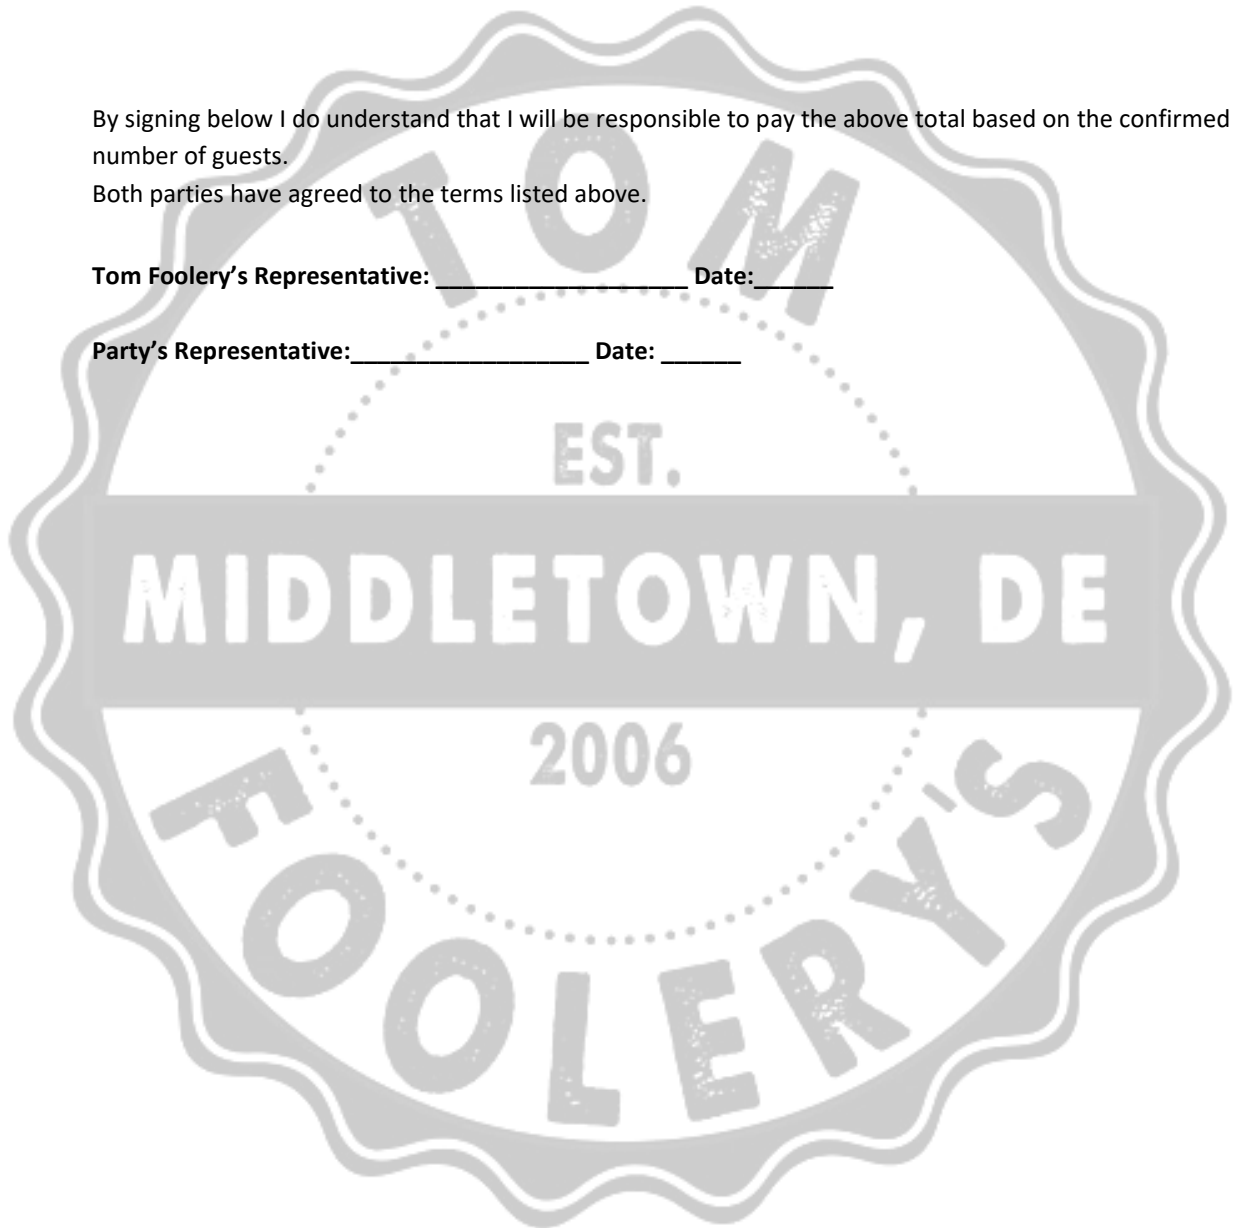 By signing below I do understand that I will be responsible to pay the above total based on the confirmed
number of guests.
Both parties have agreed to the terms listed above.
Tom Foolery’s Representative: ___________________ Date:______
Party’s Representative:__________________ Date: ______
TOM
EST.
MIDDLETOWN, DE
2006
FOOLERY'S